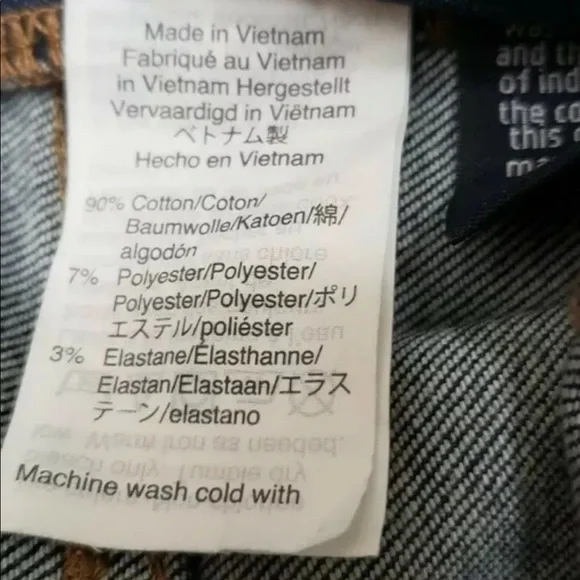 Made in Vietnam
Fabriqué au Vietnam
in Vietnam Hergestellt
Vervaardigd in Viëtnam
ベトナム製
Hecho en Vietnam
90% Cotton/Coton/
Baumwolle/Katoen/綿/
algodón
7% Polyester/Polyester/
Polyester/Polyester/ポリ
エステル/poliéster
3% Elastane/Élasthanne/
Elastan/Elastaan/エラス
テーン/elastano
Machine wash cold with
and
of
the
this